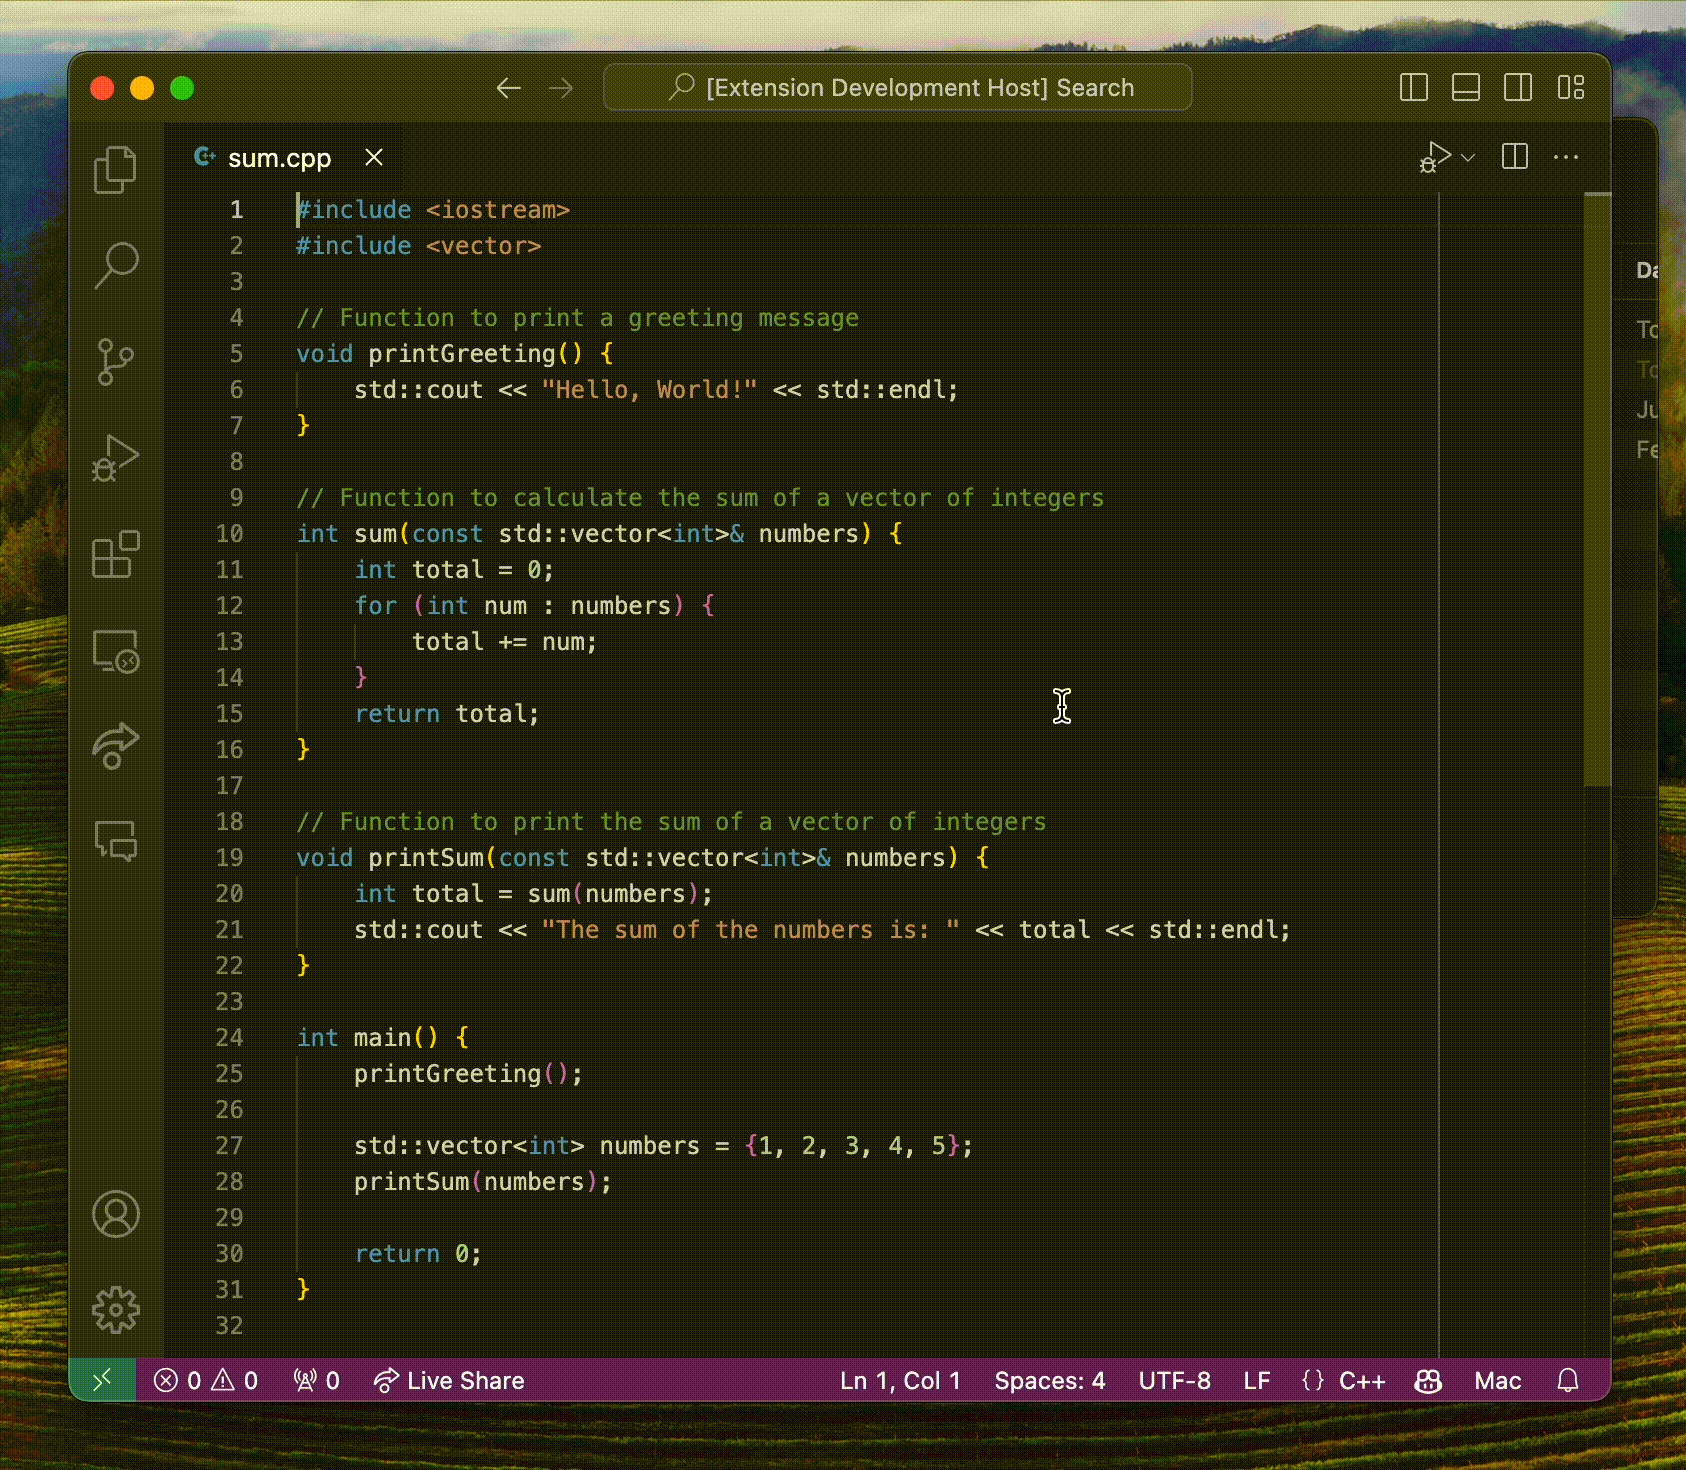 [Extension Development Host] Search
sum.cpp
1 #include <iostream>
2 #include <vector>
3
4 // Function to print a greeting message
5 void printGreeting() {
6     std::cout << "Hello, World!" << std::endl;
7 }
8
9 // Function to calculate the sum of a vector of integers
10 int sum(const std::vector<int>& numbers) {
11     int total = 0;
12     for (int num : numbers) {
13         total += num;
14     }
15     return total;
16 }
17
18 // Function to print the sum of a vector of integers
19 void printSum(const std::vector<int>& numbers) {
20     int total = sum(numbers);
21     std::cout << "The sum of the numbers is: " << total << std::endl;
22 }
23
24 int main() {
25     printGreeting();
26
27     std::vector<int> numbers = {1, 2, 3, 4, 5};
28     printSum(numbers);
29
30     return 0;
31 }
32
0 0 0 Live Share Ln 1, Col 1 Spaces: 4 UTF-8 LF {} C++ Mac